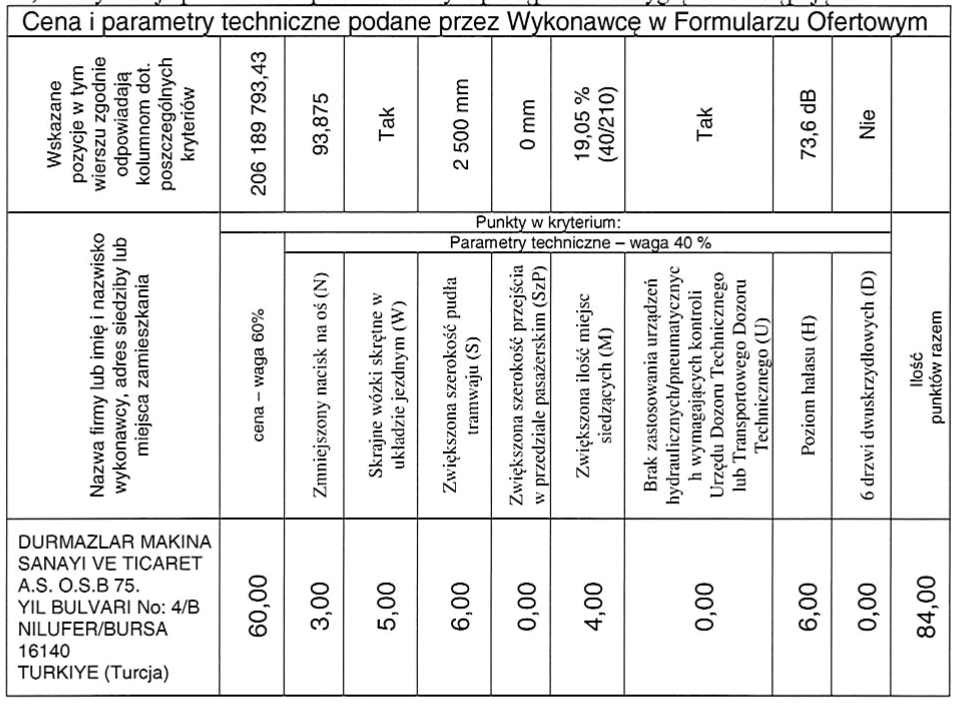 Cena i parametry techniczne podane przez Wykonawcę w Formularzu Ofertowym
Wskazane
pozycje w tym
wierszu zgodnie
odpowiadają
kolumnom dot.
poszczególnych
kryteriów
206 189 793,43
93,875
Tak
2 500 mm
0 mm
19,05 %
(40/210)
Tak
73,6 dB
Nie
Nazwa firmy lub imię i nazwisko
wykonawcy, adres siedziby lub
miejsca zamieszkania
Punkty w kryterium:
cena – waga 60%
Parametry techniczne – waga 40 %
Zmniejszony nacisk na oś (N)
Skrajne wózki skrętne w
układzie jezdnym (W)
Zwiększona szerokość pudła
tramwaju (S)
Zwiększona szerokość przejścia
w przedziale pasażerskim (SzP)
Zwiększona ilość miejsc
siedzących (M)
Brak zastosowania urządzeń
hydraulicznych/pneumatycznyc
h wymagających kontroli
Urzędu Dozoru Technicznego
lub Transportowego Dozoru
Technicznego (U)
Poziom hałasu (H)
6 drzwi dwuskrzydłowych (D)
Ilość
punktów razem
DURMAZLAR MAKINA
SANAYI VE TICARET
A.S. O.S.B 75.
YIL BULVARI No: 4/B
NILUFER/BURSA
16140
TURKIYE (Turcja)
60,00
3,00
5,00
6,00
0,00
4,00
0,00
6,00
0,00
84,00